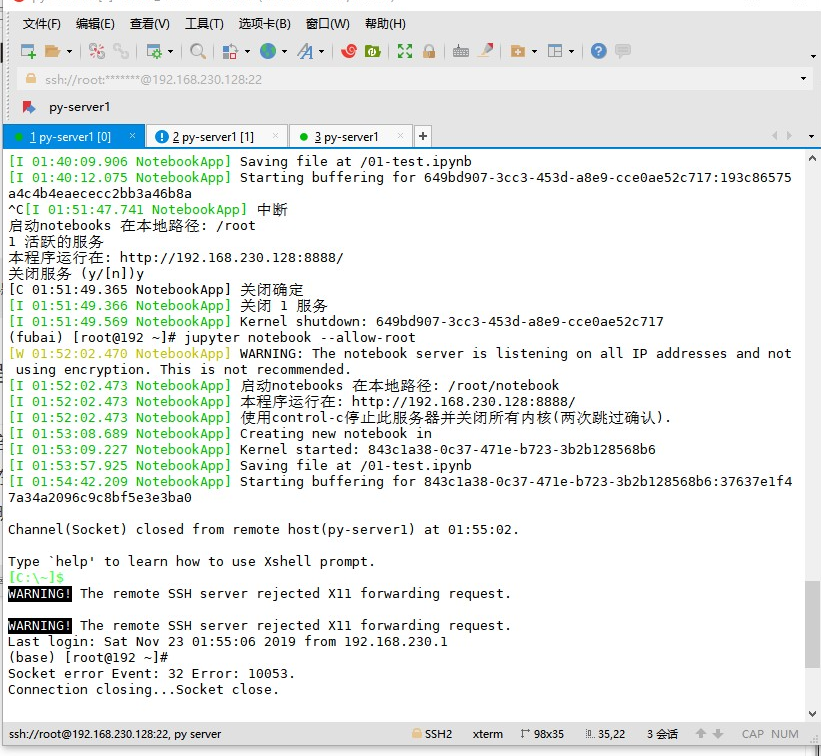 文件(F) 编辑(E) 查看(V) 工具(T) 选项卡(B) 窗口(W) 帮助(H)
ssh://root:*******@192.168.230.128:22
py-server1
1 py-server1 [0] × 2 py-server1 [1] × 3 py-server1 × +
[I 01:40:09.906 NotebookApp] Saving file at /01-test.ipynb
[I 01:40:12.075 NotebookApp] Starting buffering for 649bd907-3cc3-453d-a8e9-cce0ae52c717:193c86575
a4c4b4eaececc2bb3a46b8a
^C[I 01:51:47.741 NotebookApp] 中断
启动notebooks 在本地路径: /root
1 活跃的服务
本程序运行在: http://192.168.230.128:8888/
关闭服务 (y/[n])y
[C 01:51:49.365 NotebookApp] 关闭确定
[I 01:51:49.366 NotebookApp] 关闭 1 服务
[I 01:51:49.569 NotebookApp] Kernel shutdown: 649bd907-3cc3-453d-a8e9-cce0ae52c717
(fubai) [root@192 ~]# jupyter notebook --allow-root
[W 01:52:02.470 NotebookApp] WARNING: The notebook server is listening on all IP addresses and not
using encryption. This is not recommended.
[I 01:52:02.473 NotebookApp] 启动notebooks 在本地路径: /root/notebook
[I 01:52:02.473 NotebookApp] 本程序运行在: http://192.168.230.128:8888/
[I 01:52:02.473 NotebookApp] 使用control-c停止此服务器并关闭所有内核(两次跳过确认).
[I 01:53:08.689 NotebookApp] Creating new notebook in
[I 01:53:09.227 NotebookApp] Kernel started: 843c1a38-0c37-471e-b723-3b2b128568b6
[I 01:53:57.925 NotebookApp] Saving file at /01-test.ipynb
[I 01:54:42.209 NotebookApp] Starting buffering for 843c1a38-0c37-471e-b723-3b2b128568b6:37637e1f4
7a34a2096c9c8bf5e3e3ba0
Channel(Socket) closed from remote host(py-server1) at 01:55:02.
Type `help' to learn how to use Xshell prompt.
[C:\~]$
WARNING! The remote SSH server rejected X11 forwarding request.
WARNING! The remote SSH server rejected X11 forwarding request.
Last login: Sat Nov 23 01:55:06 2019 from 192.168.230.1
(base) [root@192 ~]#
Socket error Event: 32 Error: 10053.
Connection closing...Socket close.
ssh://root@192.168.230.128:22, py server SSH2 xterm 98x35 35,22 3 会话 CAP NUM